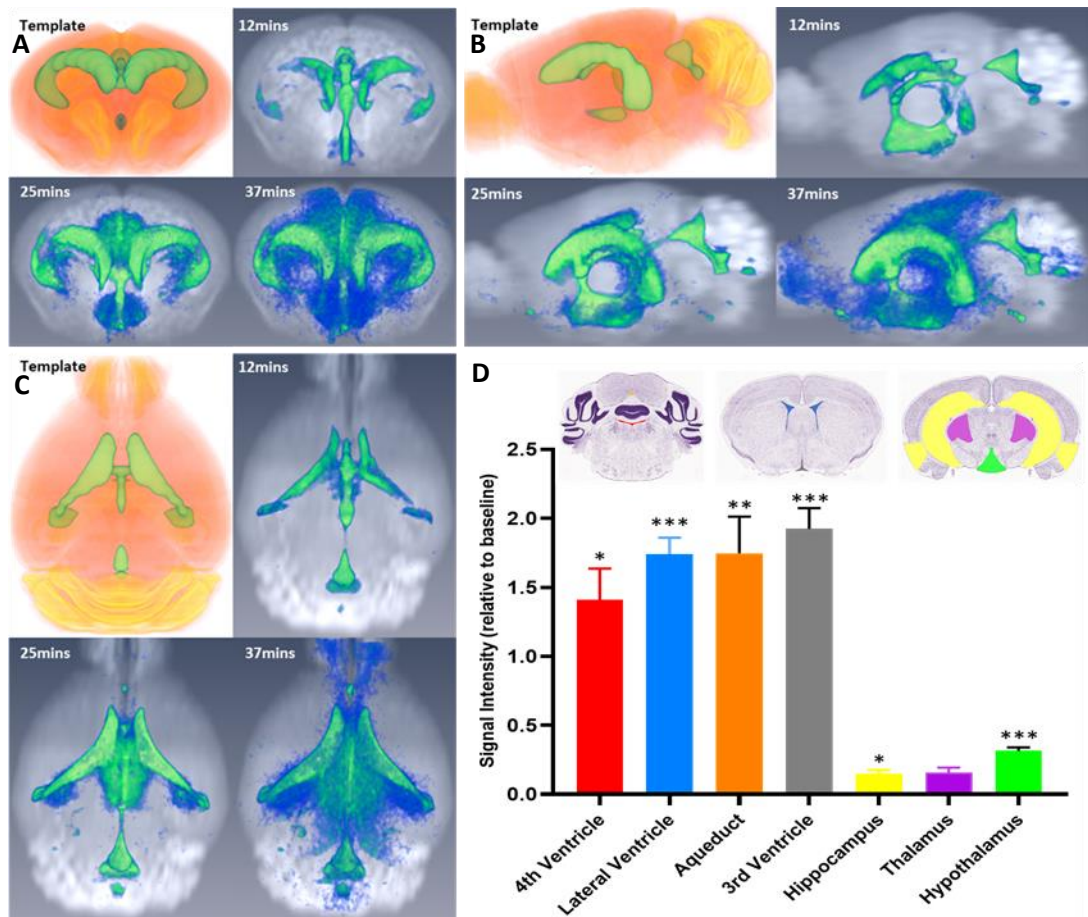 A
Template
12mins
25mins
37mins
B
Template
12mins
25mins
37mins
C
Template
12mins
25mins
37mins
D
Signal Intensity (relative to baseline)
2.5
2.0
1.5
1.0
0.5
0.0
*
***
**
***
*
***
4th Ventricle
Lateral Ventricle
Aqueduct
3rd Ventricle
Hippocampus
Thalamus
Hypothalamus